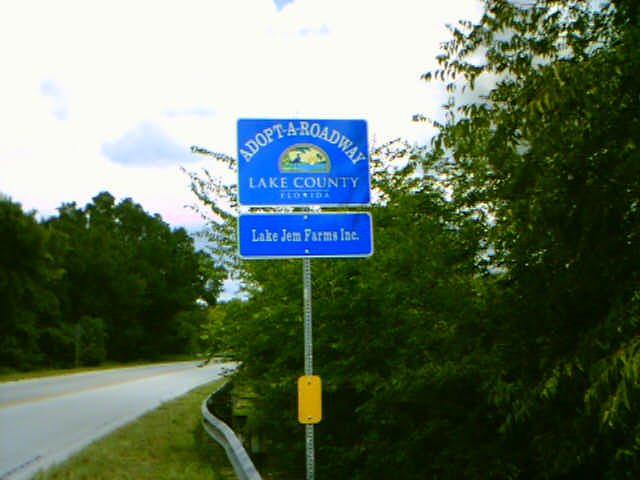 ADOPT-A-ROADWAY
LAKE COUNTY
FLORIDA
Lake Jem Farms Inc.